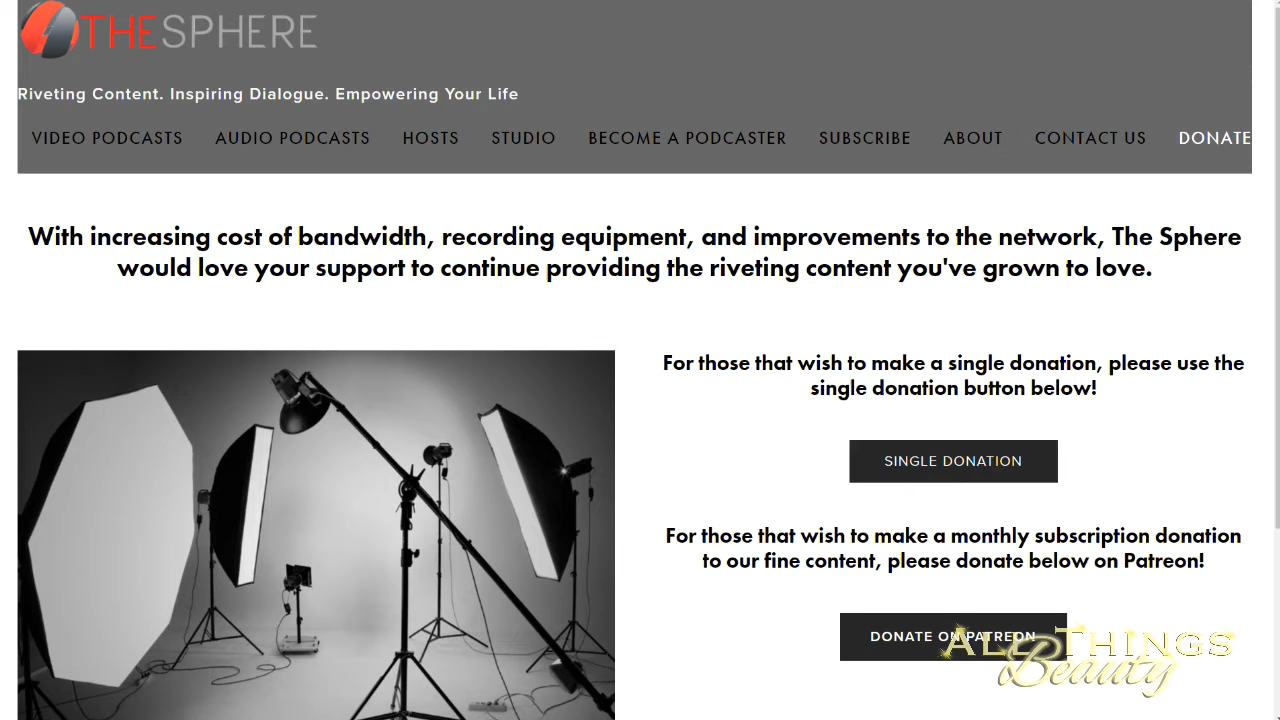 THESPHERE
Riveting Content. Inspiring Dialogue. Empowering Your Life
VIDEO PODCASTS AUDIO PODCASTS HOSTS STUDIO BECOME A PODCASTER SUBSCRIBE ABOUT CONTACT US DONATE
With increasing cost of bandwidth, recording equipment, and improvements to the network, The Sphere
would love your support to continue providing the riveting content you've grown to love.
For those that wish to make a single donation, please use the
single donation button below!
SINGLE DONATION
For those that wish to make a monthly subscription donation
to our fine content, please donate below on Patreon!
DONATE ON PATREON
ALL THINGS
Beauty